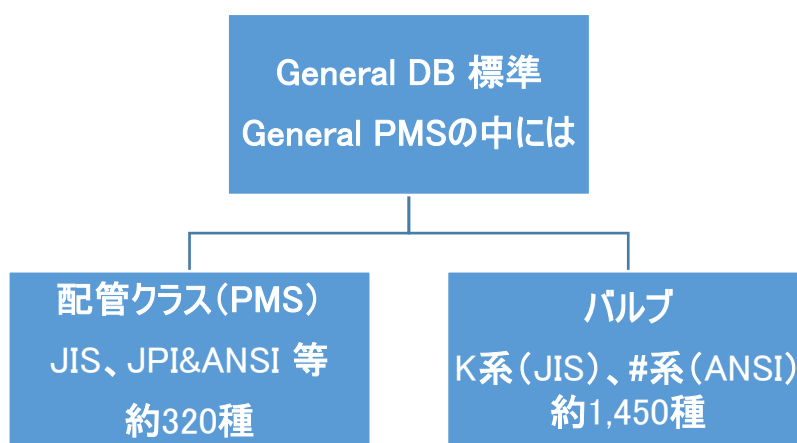 General DB 標準
General PMSの中には
配管クラス(PMS)
JIS、JPI&ANSI 等
約320種
バルブ
K系(JIS)、#系(ANSI)
約1,450種